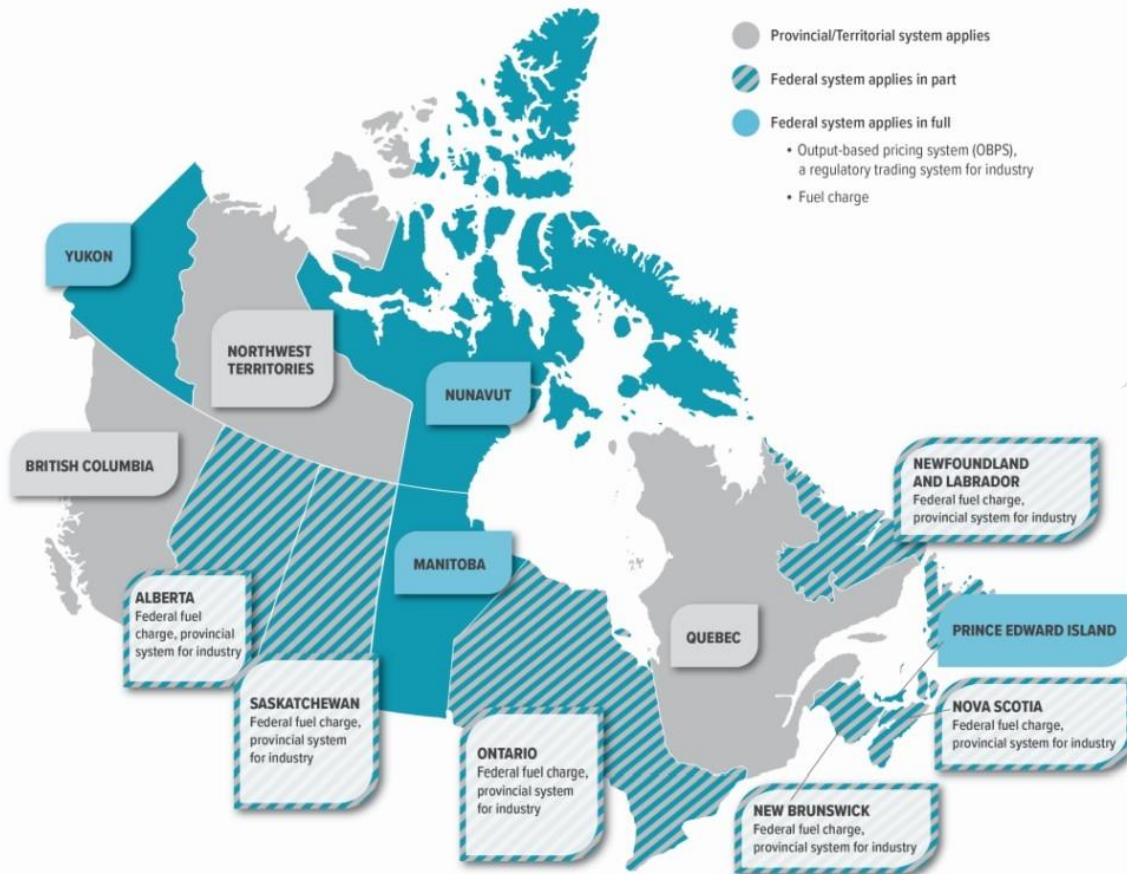 Provincial/Territorial system applies
Federal system applies in part
Federal system applies in full
• Output-based pricing system (OBPS),
a regulatory trading system for industry
• Fuel charge
YUKON
NORTHWEST
TERRITORIES
NUNAVUT
BRITISH COLUMBIA
NEWFOUNDLAND
AND LABRADOR
Federal fuel charge,
provincial system for industry
MANITOBA
ALBERTA
Federal fuel
charge, provincial
system for industry
QUEBEC
PRINCE EDWARD ISLAND
SASKATCHEWAN
Federal fuel charge,
provincial system
for industry
NOVA SCOTIA
Federal fuel charge,
provincial system for industry
ONTARIO
Federal fuel charge,
provincial system
for industry
NEW BRUNSWICK
Federal fuel charge,
provincial system for industry